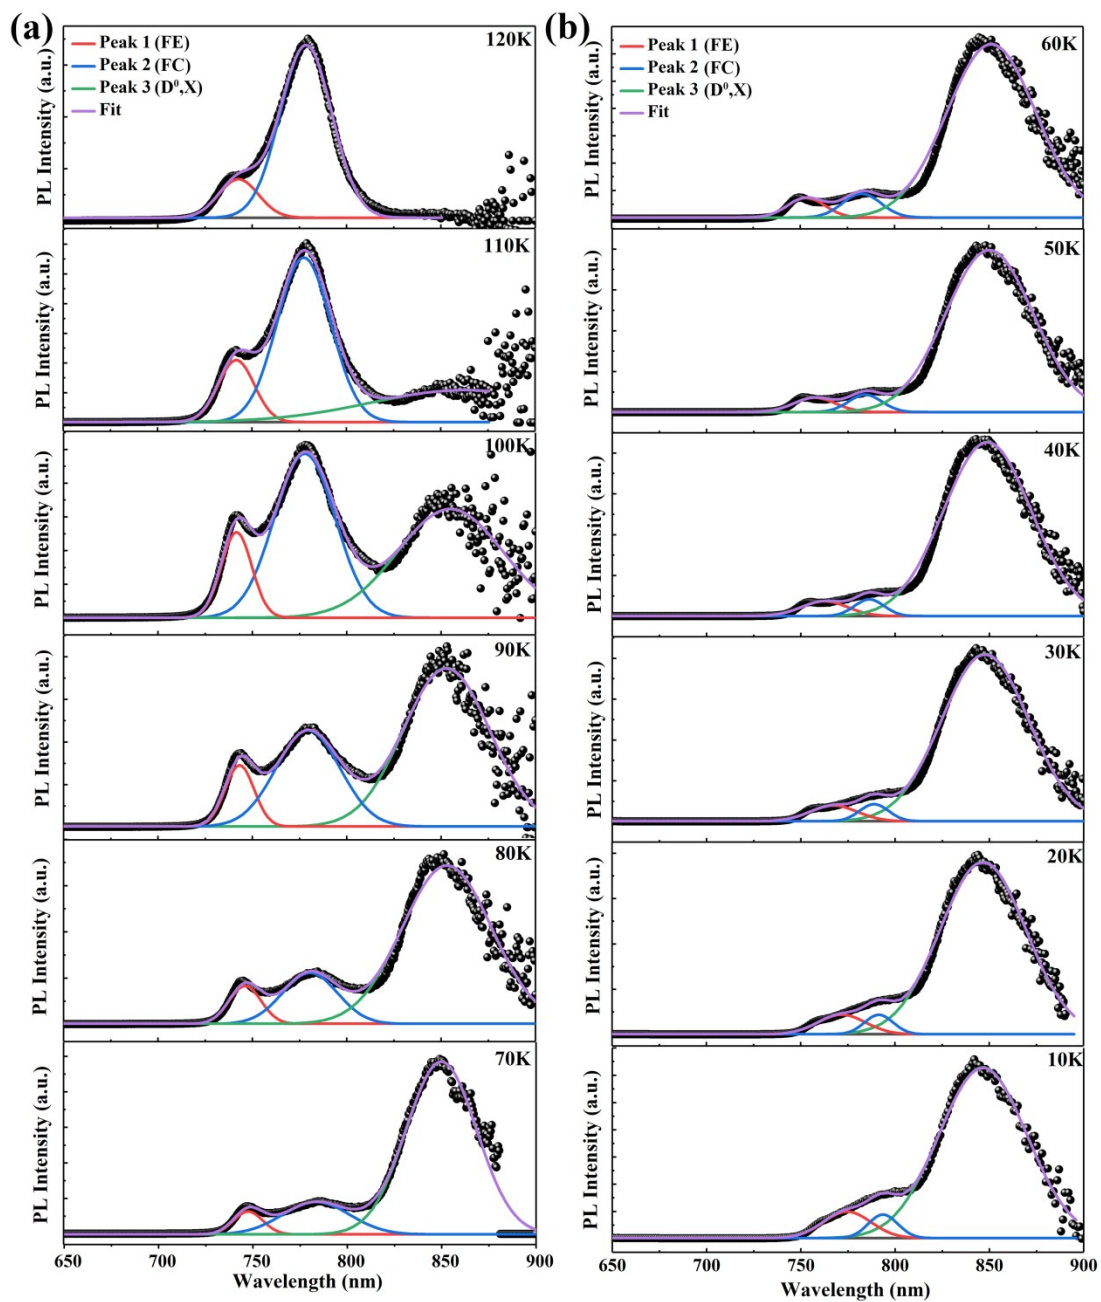 (a)
Peak 1 (FE)
Peak 2 (FC)
Peak 3 (D⁰,X)
Fit
120K
PL Intensity (a.u.)
110K
PL Intensity (a.u.)
100K
PL Intensity (a.u.)
90K
PL Intensity (a.u.)
80K
PL Intensity (a.u.)
70K
PL Intensity (a.u.)
650 700 750 800 850 900
Wavelength (nm)
(b)
Peak 1 (FE)
Peak 2 (FC)
Peak 3 (D⁰,X)
Fit
60K
PL Intensity (a.u.)
50K
PL Intensity (a.u.)
40K
PL Intensity (a.u.)
30K
PL Intensity (a.u.)
20K
PL Intensity (a.u.)
10K
PL Intensity (a.u.)
650 700 750 800 850 900
Wavelength (nm)